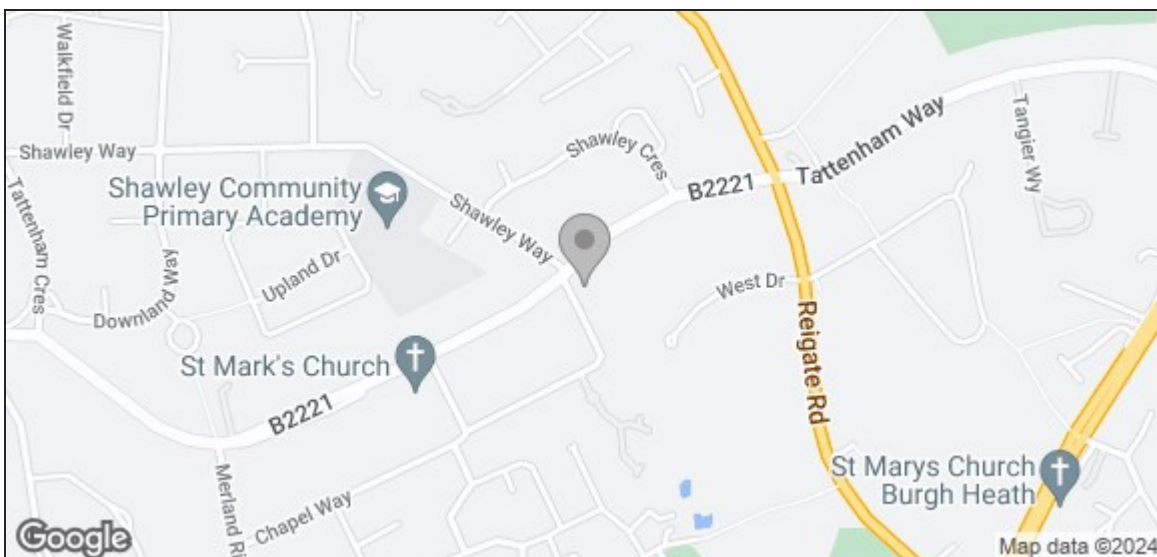 Walkfield Dr
Shawley Way
Tattenham Cres
Shawley Community
Primary Academy
Shawley Way
Shawley Cres
B2221
Tattenham Way
Tangier Wy
Upland Dr
Downland Way
West Dr
Reigate Rd
St Mark's Church
B2221
Merland Ri
Chapel Way
St Marys Church
Burgh Heath
Google
Map data ©2024